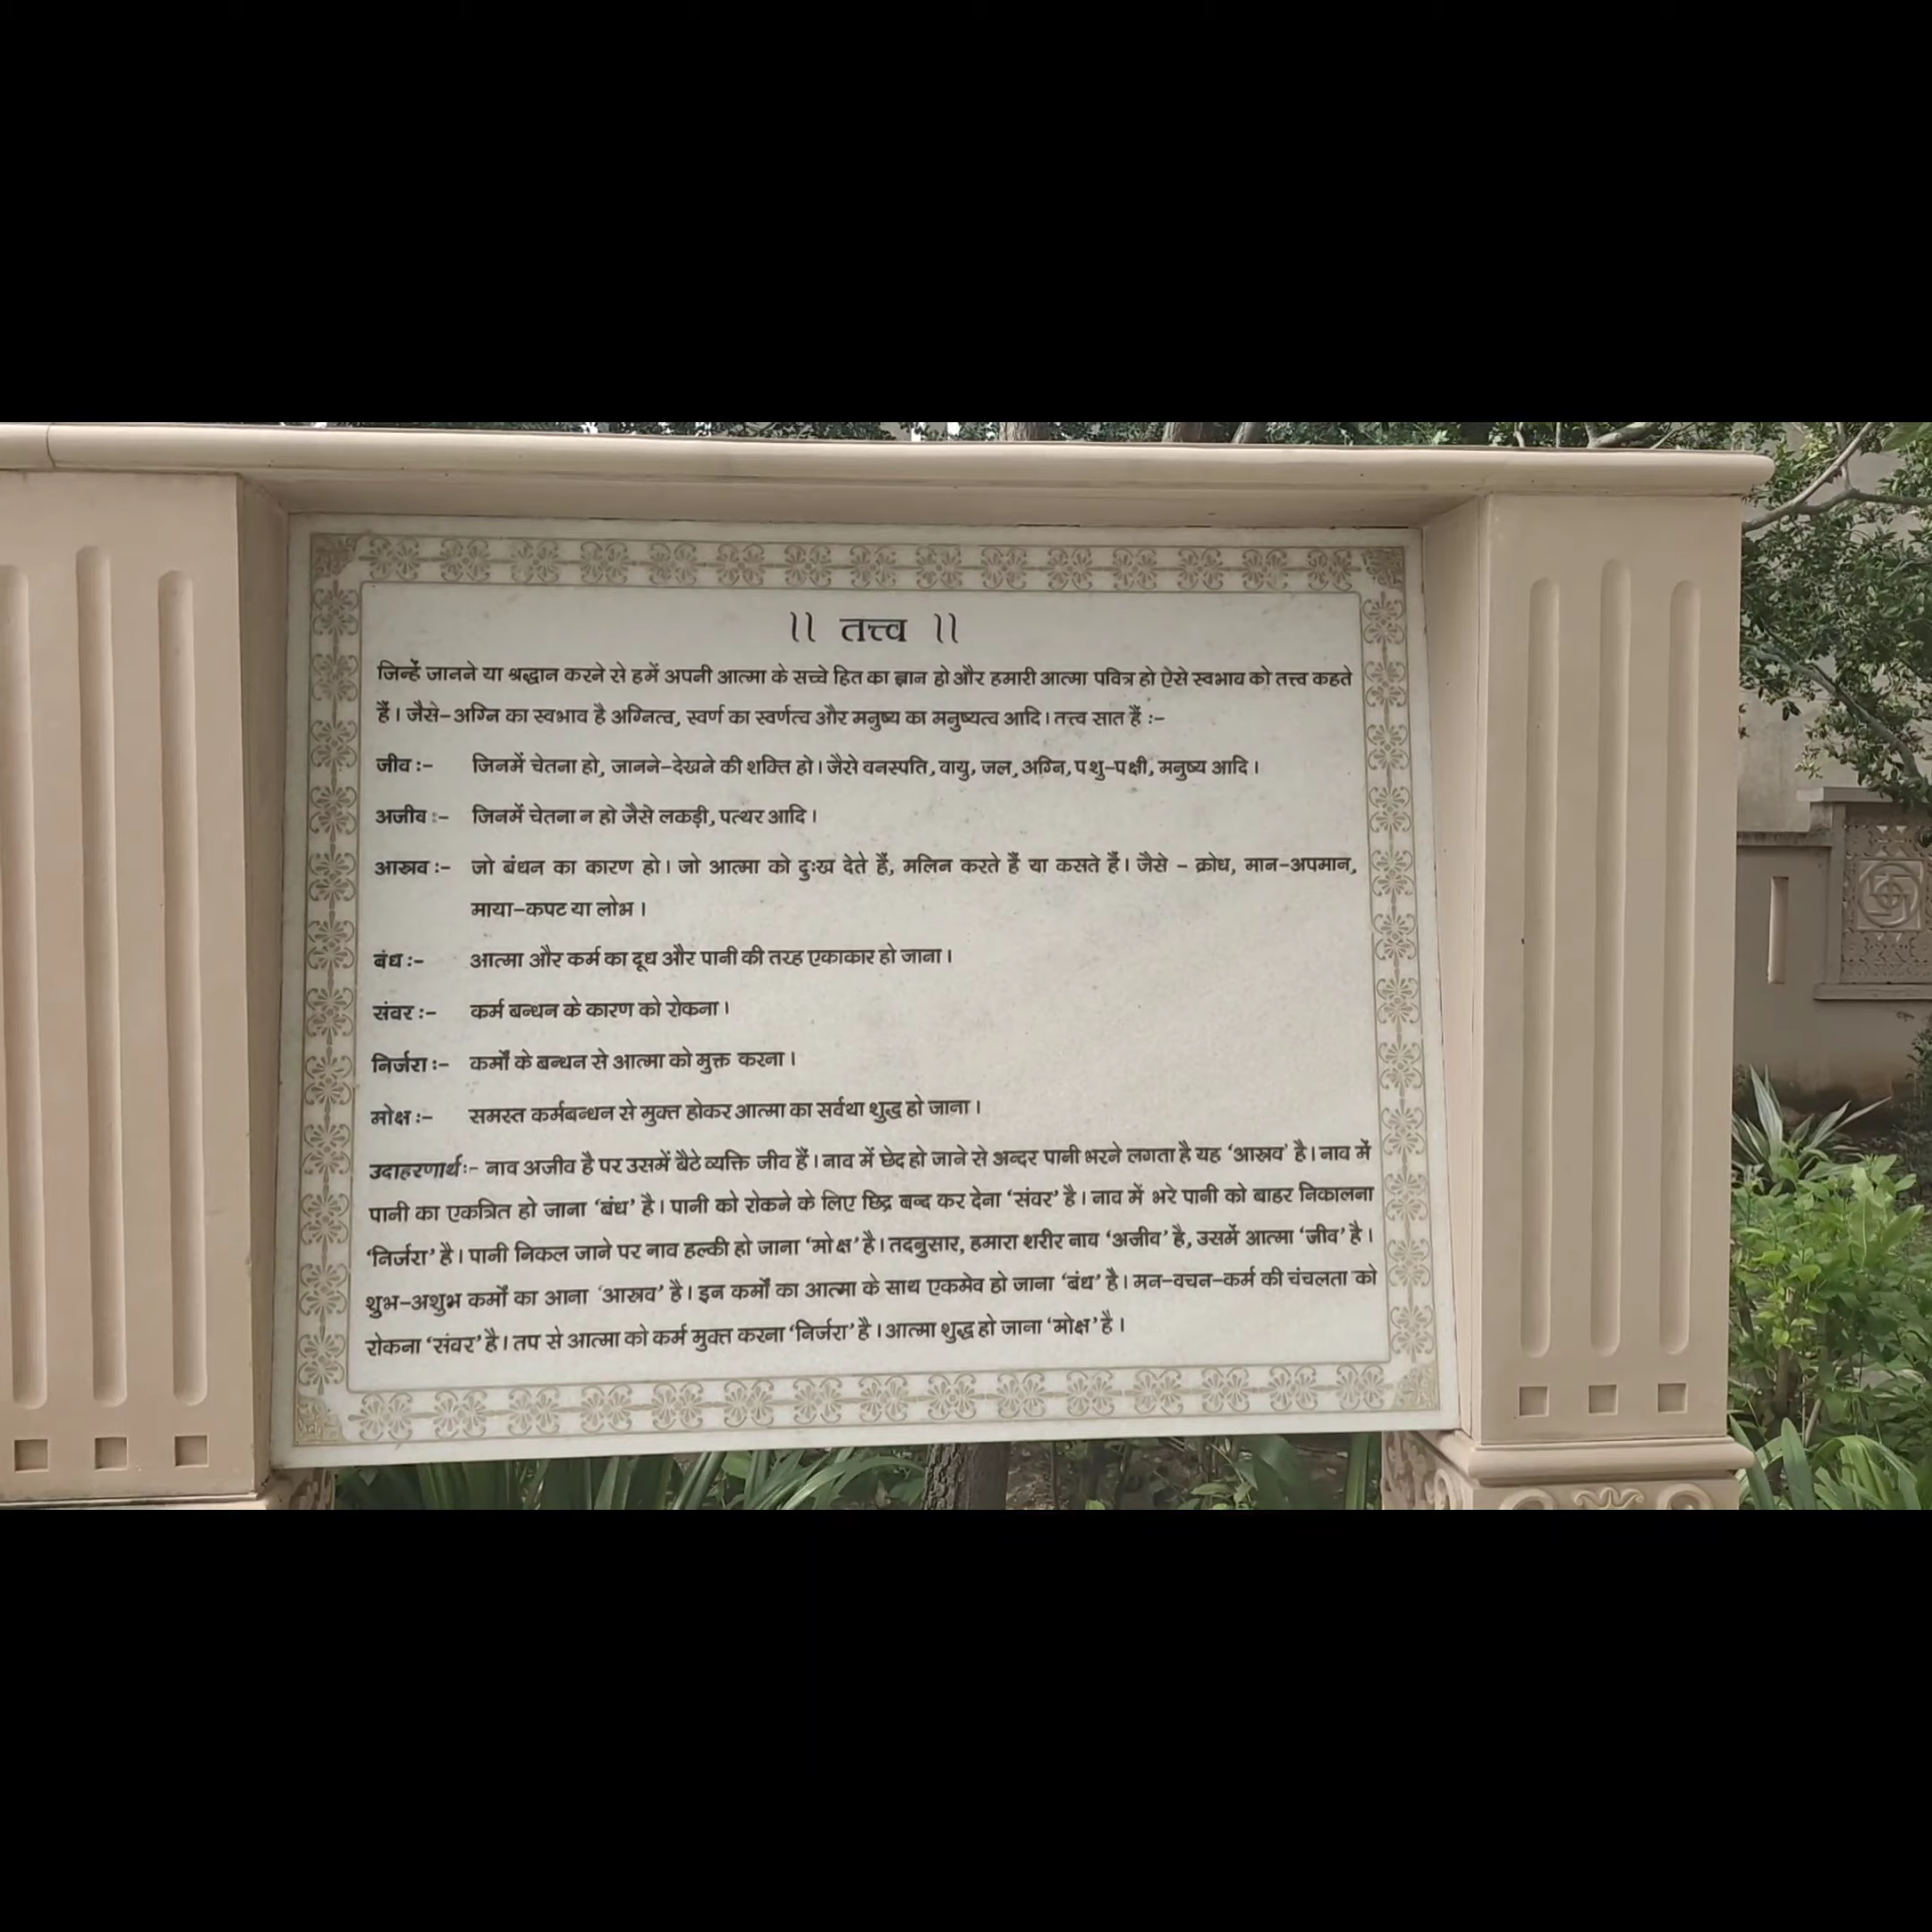 ।। तत्त्व ।।
जिन्हें जानने या श्रद्धान करने से हमें अपनी आत्मा के सच्चे हित का ज्ञान हो और हमारी आत्मा पवित्र हो ऐसे स्वभाव को तत्त्व कहते
हैं। जैसे-अग्नि का स्वभाव है अग्नित्व, स्वर्ण का स्वर्णत्व और मनुष्य का मनुष्यत्व आदि। तत्त्व सात हैं :-
जीव :- जिनमें चेतना हो, जानने-देखने की शक्ति हो। जैसे वनस्पति, वायु, जल, अग्नि, पशु-पक्षी, मनुष्य आदि।
अजीव :- जिनमें चेतना न हो जैसे लकड़ी, पत्थर आदि।
आस्रव :- जो बंधन का कारण हो। जो आत्मा को दुःख देते हैं, मलिन करते हैं या कसते हैं। जैसे - क्रोध, मान-अपमान,
माया-कपट या लोभ।
बंध :- आत्मा और कर्म का दूध और पानी की तरह एकाकार हो जाना।
संवर :- कर्म बन्धन के कारण को रोकना।
निर्जरा :- कर्मों के बन्धन से आत्मा को मुक्त करना।
मोक्ष :- समस्त कर्मबन्धन से मुक्त होकर आत्मा का सर्वथा शुद्ध हो जाना।
उदाहरणार्थ:- नाव अजीव है पर उसमें बैठे व्यक्ति जीव हैं। नाव में छेद हो जाने से अन्दर पानी भरने लगता है यह ‘आस्रव’ है। नाव में
पानी का एकत्रित हो जाना ‘बंध’ है। पानी को रोकने के लिए छिद्र बन्द कर देना ‘संवर’ है। नाव में भरे पानी को बाहर निकालना
‘निर्जरा’ है। पानी निकल जाने पर नाव हल्की हो जाना ‘मोक्ष’ है। तदनुसार, हमारा शरीर नाव ‘अजीव’ है, उसमें आत्मा ‘जीव’ है।
शुभ-अशुभ कर्मों का आना ‘आस्रव’ है। इन कर्मों का आत्मा के साथ एकमेव हो जाना ‘बंध’ है। मन-वचन-कर्म की चंचलता को
रोकना ‘संवर’ है। तप से आत्मा को कर्म मुक्त करना ‘निर्जरा’ है। आत्मा शुद्ध हो जाना ‘मोक्ष’ है।